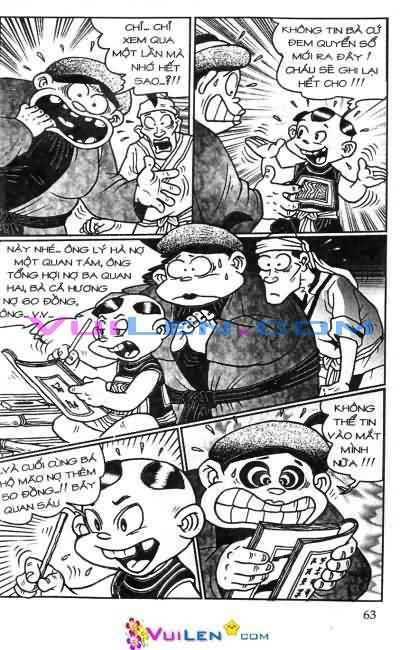 CHỈ... CHỈ
XEM QUA
MỘT LẦN MÀ
NHỚ HẾT
SAO...?!!
KHÔNG TIN BÀ CỨ
ĐEM QUYỂN SỔ
MỚI RA ĐÂY !
CHÁU SẼ GHI LẠI
HẾT CHO !!!
NÀY NHÉ.. ÔNG LÝ HÀ NỢ
MỘT QUAN TÁM, ÔNG
TỔNG HỢI NỢ BA QUAN
HAI, BÀ CẢ HƯƠNG
NỢ 60 ĐỒNG,
ÔNG.. V.V..
VuiLen.com
KHÔNG
THỂ TIN
VÀO MẮT
MÌNH
NỮA !!!
..VÀ CUỐI CÙNG BÁ
HỘ MÁO NỢ THÊM
50 ĐỒNG..!! BẢY
QUAN SÁU
63
VuiLen.com